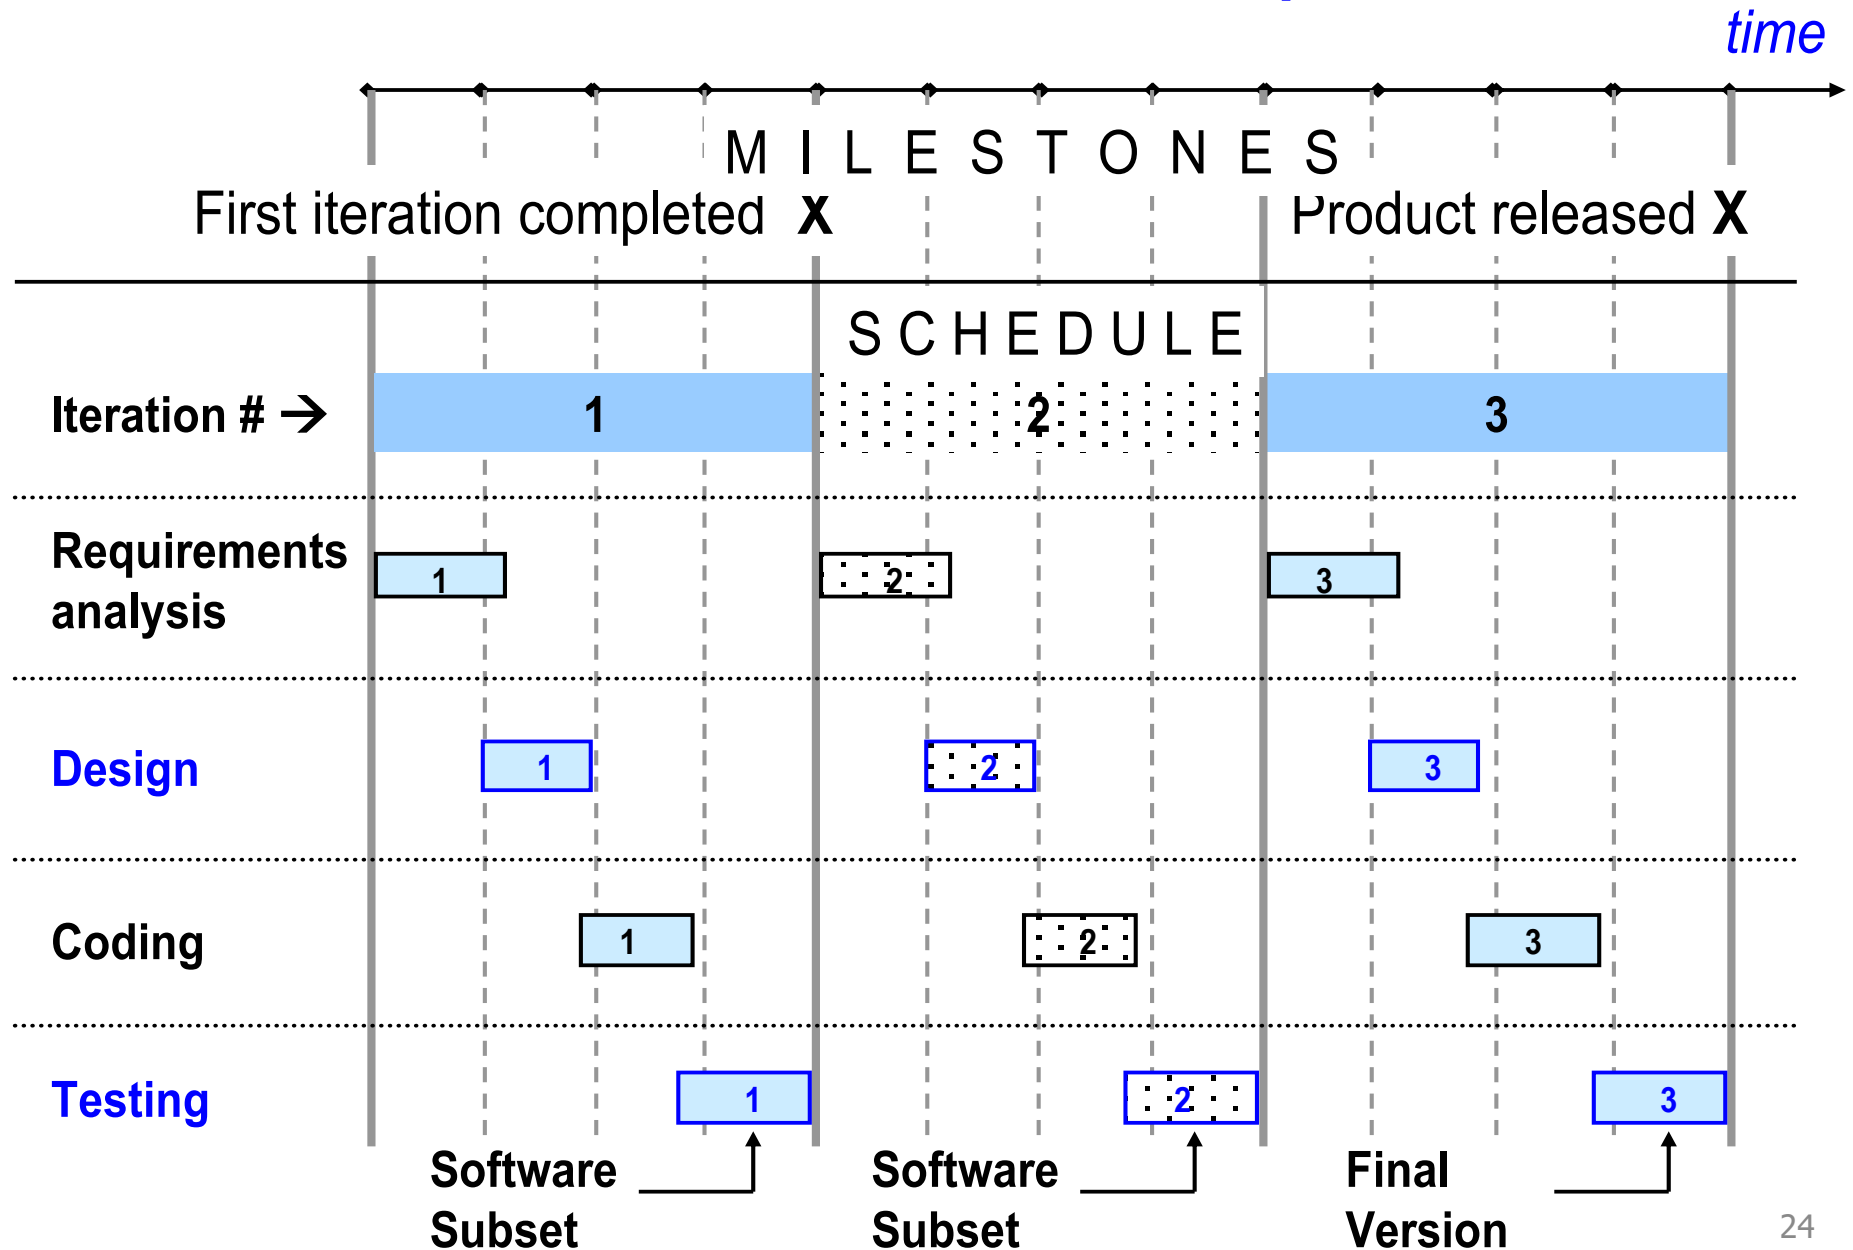 time
M I L E S T O N E S
First iteration completed X Product released X
S C H E D U L E
Iteration # → 1 2 3
Requirements
analysis
1 2 3
Design 1 2 3
Coding 1 2 3
Testing 1 2 3
Software
Subset
Software
Subset
Final
Version
24